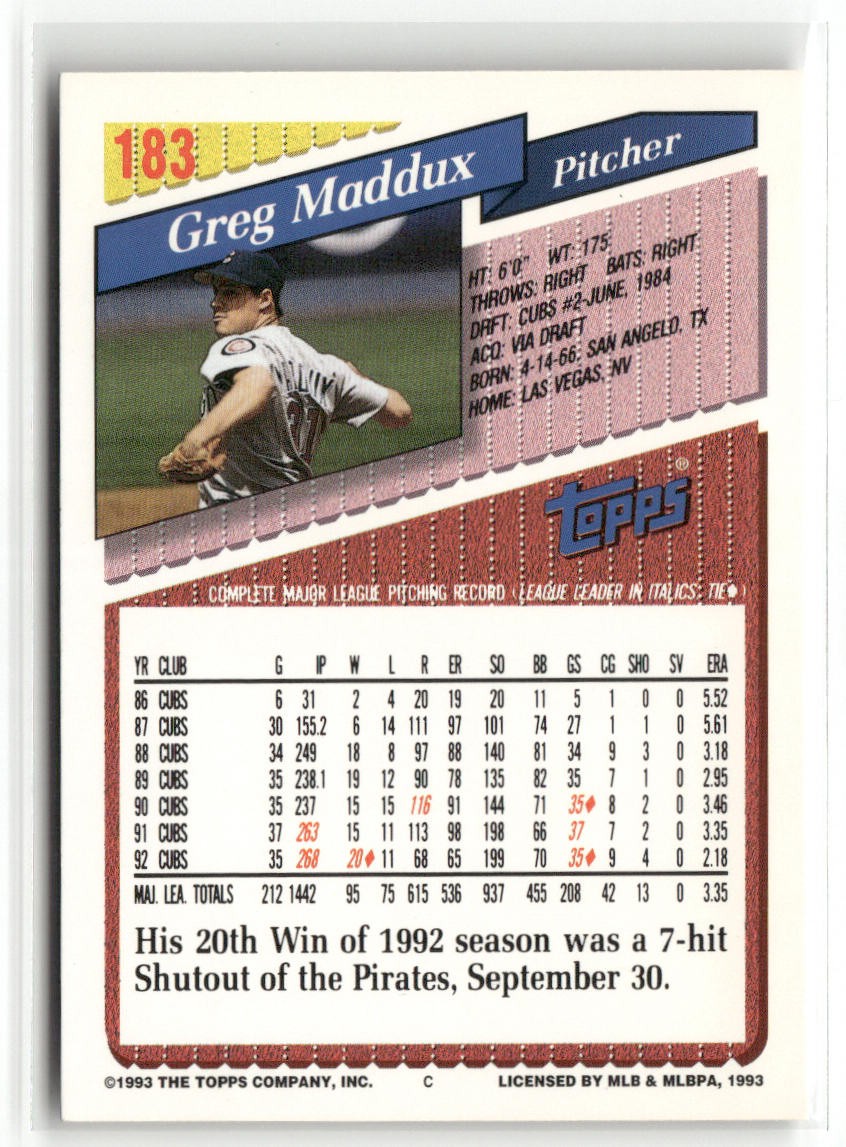 183
Greg Maddux
Pitcher
HT: 6'0" WT: 175
THROWS: RIGHT BATS: RIGHT
DRFT: CUBS #2-JUNE, 1984
ACQ: VIA DRAFT
BORN: 4-14-66, SAN ANGELO, TX
HOME: LAS VEGAS, NV
C
31
topps®
COMPLETE MAJOR LEAGUE PITCHING RECORD (LEAGUE LEADER IN ITALICS, TIE♦)
YR CLUB G IP W L R ER SO BB GS CG SHO SV ERA
86 CUBS 6 31 2 4 20 19 20 11 5 1 0 0 5.52
87 CUBS 30 155.2 6 14 111 97 101 74 27 1 1 0 5.61
88 CUBS 34 249 18 8 97 88 140 81 34 9 3 0 3.18
89 CUBS 35 238.1 19 12 90 78 135 82 35 7 1 0 2.95
90 CUBS 35 237 15 15 116 91 144 71 35♦ 8 2 0 3.46
91 CUBS 37 263 15 11 113 98 198 66 37 7 2 0 3.35
92 CUBS 35 268 20♦ 11 68 65 199 70 35♦ 9 4 0 2.18
MAJ. LEA. TOTALS 212 1442 95 75 615 536 937 455 208 42 13 0 3.35
His 20th Win of 1992 season was a 7-hit
Shutout of the Pirates, September 30.
©1993 THE TOPPS COMPANY, INC. C LICENSED BY MLB & MLBPA, 1993